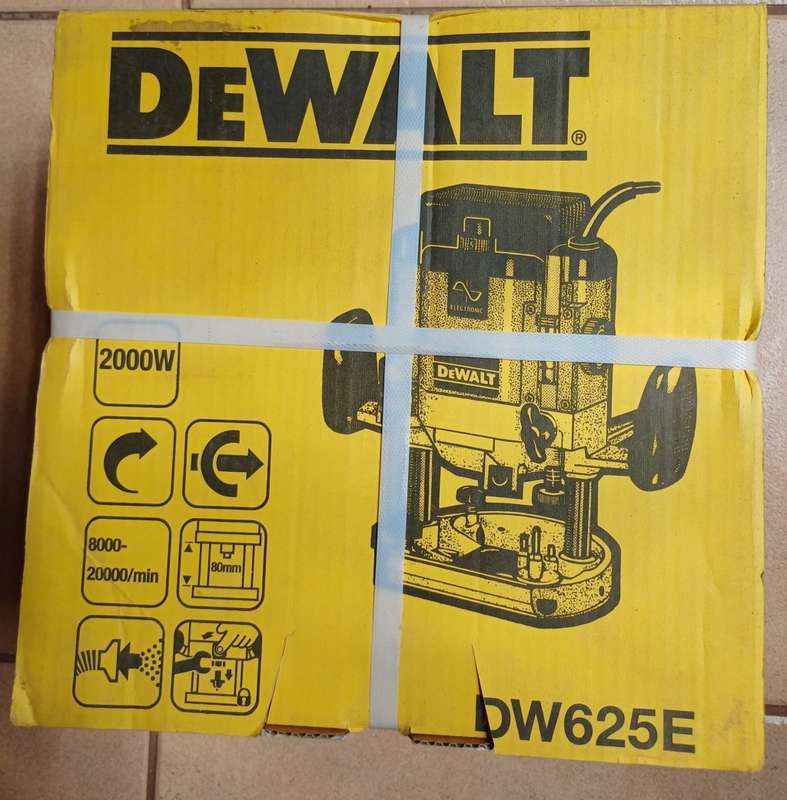 DEWALT®
ELECTRONIC
DEWALT
2000W
8000-
20000/min
80mm
DW625E